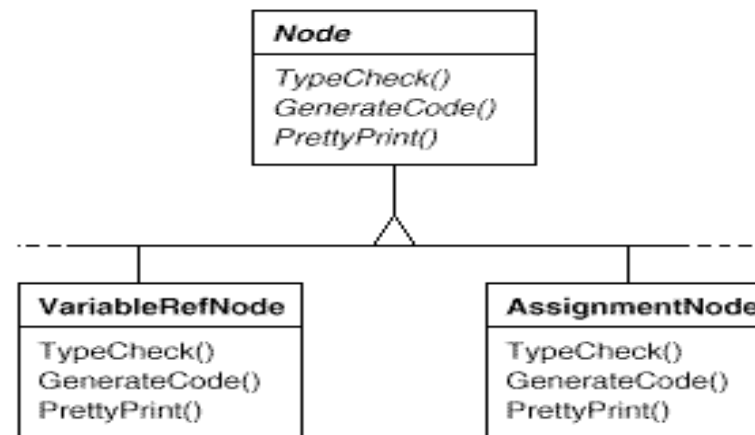 Node
TypeCheck()
GenerateCode()
PrettyPrint()
VariableRefNode
TypeCheck()
GenerateCode()
PrettyPrint()
AssignmentNode
TypeCheck()
GenerateCode()
PrettyPrint()